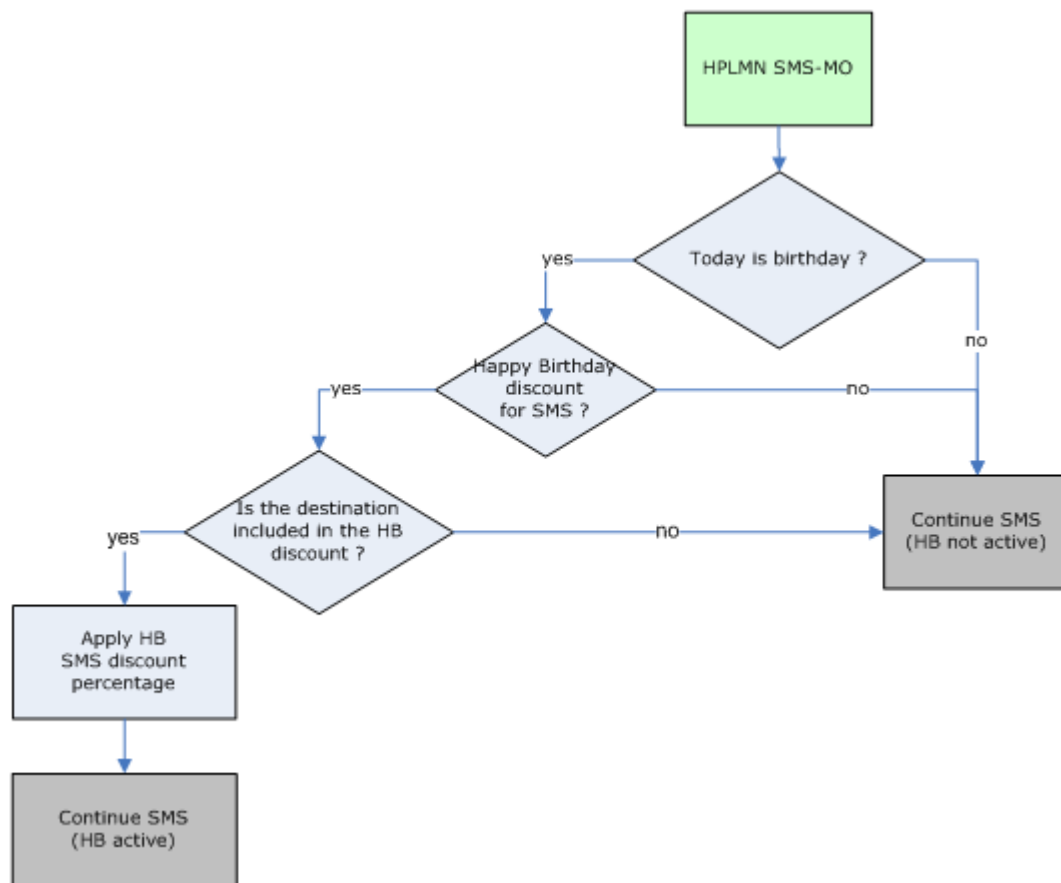 HPLMN SMS-MO
Today is birthday ?
yes
no
Happy Birthday
discount
for SMS ?
yes
no
Is the destination
included in the HB
discount ?
yes
no
Continue SMS
(HB not active)
Apply HB
SMS discount
percentage
Continue SMS
(HB active)